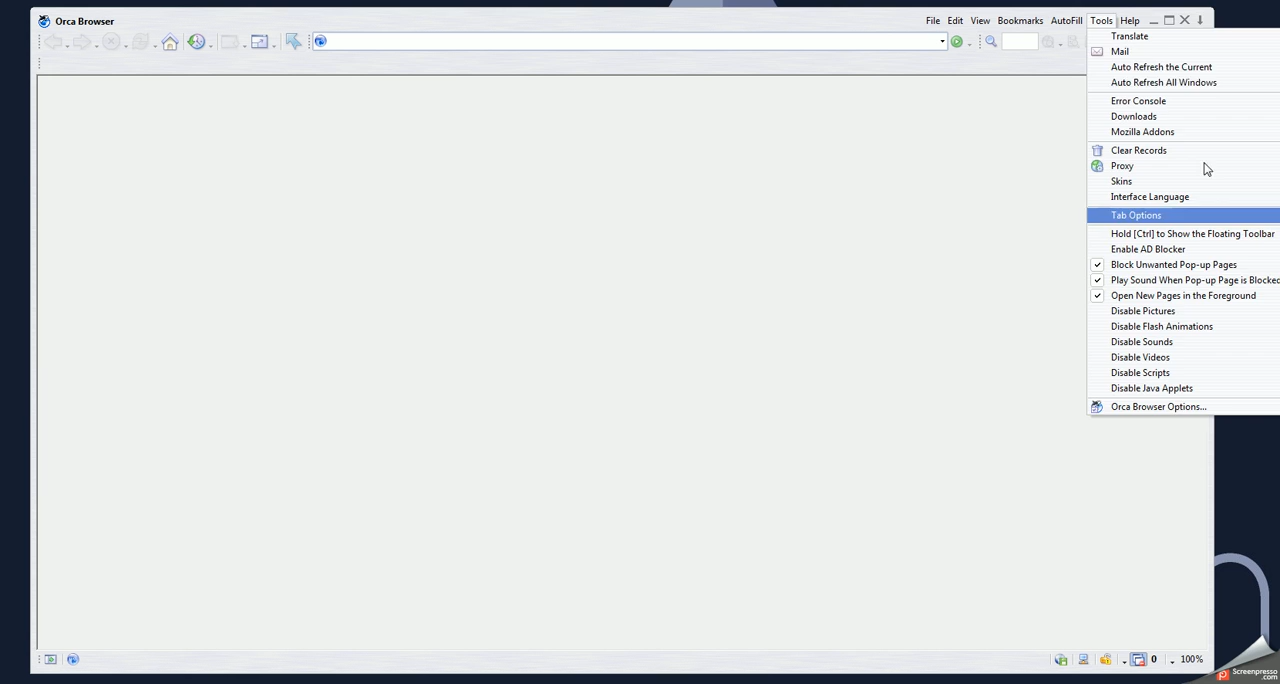 Orca Browser
File Edit View Bookmarks AutoFill Tools Help
Translate
Mail
Auto Refresh the Current
Auto Refresh All Windows
Error Console
Downloads
Mozilla Addons
Clear Records
Proxy
Skins
Interface Language
Tab Options
Hold [Ctrl] to Show the Floating Toolbar
Enable AD Blocker
Block Unwanted Pop-up Pages
Play Sound When Pop-up Page is Blocked
Open New Pages in the Foreground
Disable Pictures
Disable Flash Animations
Disable Sounds
Disable Videos
Disable Scripts
Disable Java Applets
Orca Browser Options...
0 100%
Screenpresso
.com